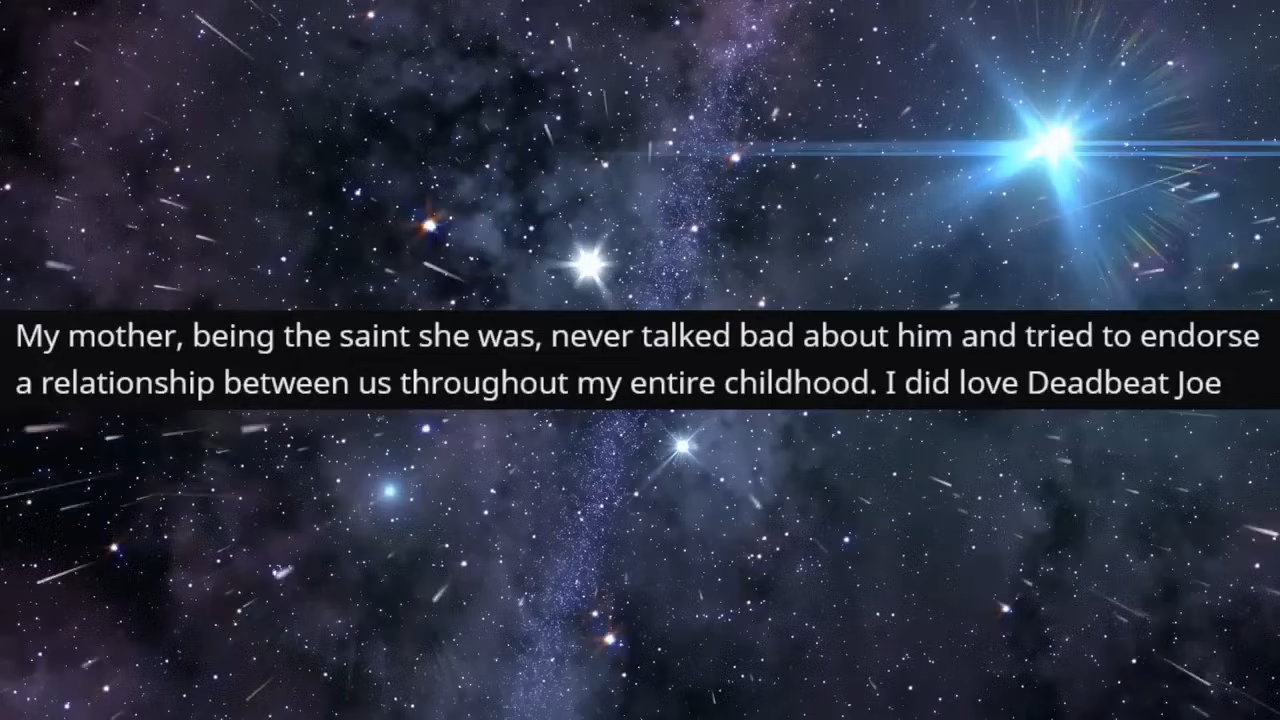 My mother, being the saint she was, never talked bad about him and tried to endorse
a relationship between us throughout my entire childhood. I did love Deadbeat Joe